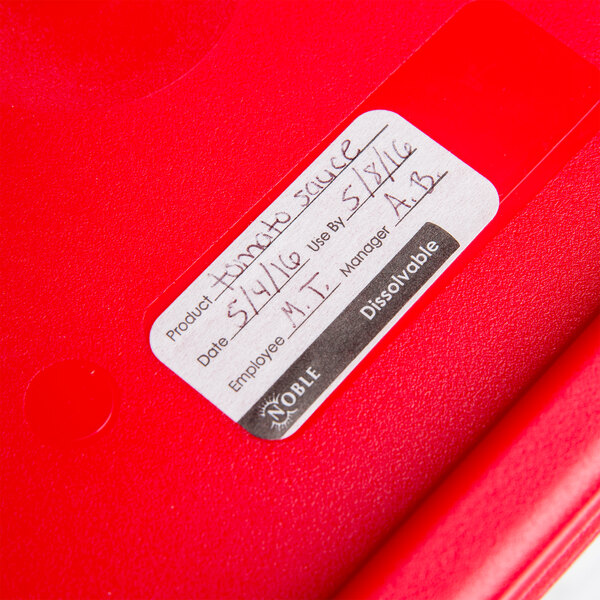 Product tomato sauce
Date 5/4/16 Use By 5/8/16
Employee M.T. Manager A.B.
NOBLE Dissolvable